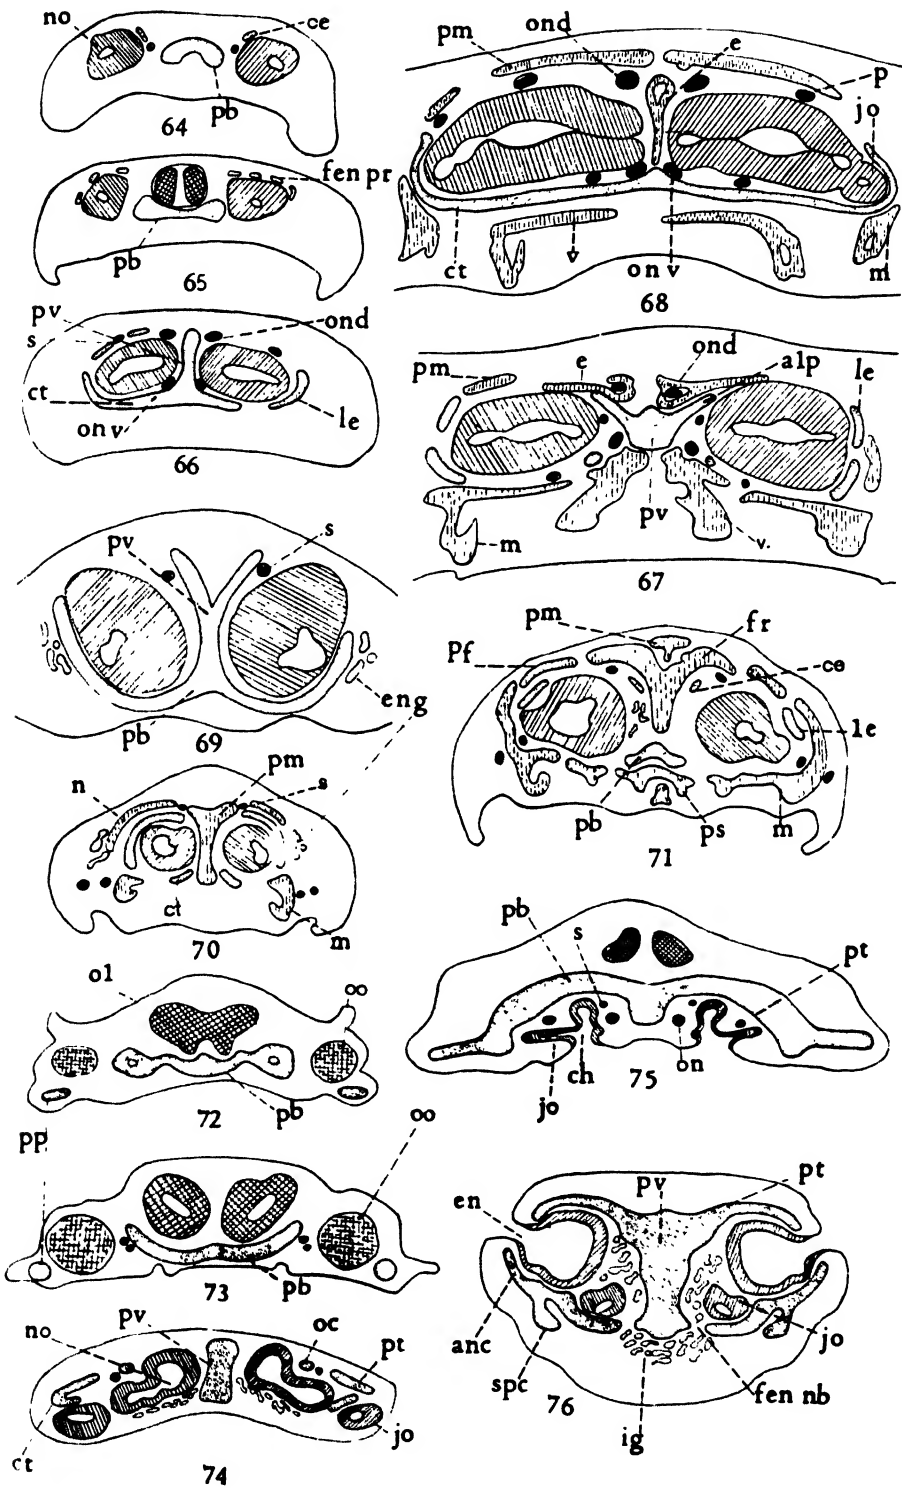 no ce
pb
64
fen pr
pb
65
pv ond
s
ct
on v le
66
pm ond e p
jo
ct v on v m
68
pm e ond alp le
m pv v.
67
pv s
pb eng
69
n pm s
ct
m
70
pm fr
Pf ce
le
pb ps m
71
ol oo
pb
72
pp oo
pb
73
no pv oc pt
ct jo
74
pb s pt
ch on
jo
75
en pv pt
anc jo
spc fen nb
ig
76